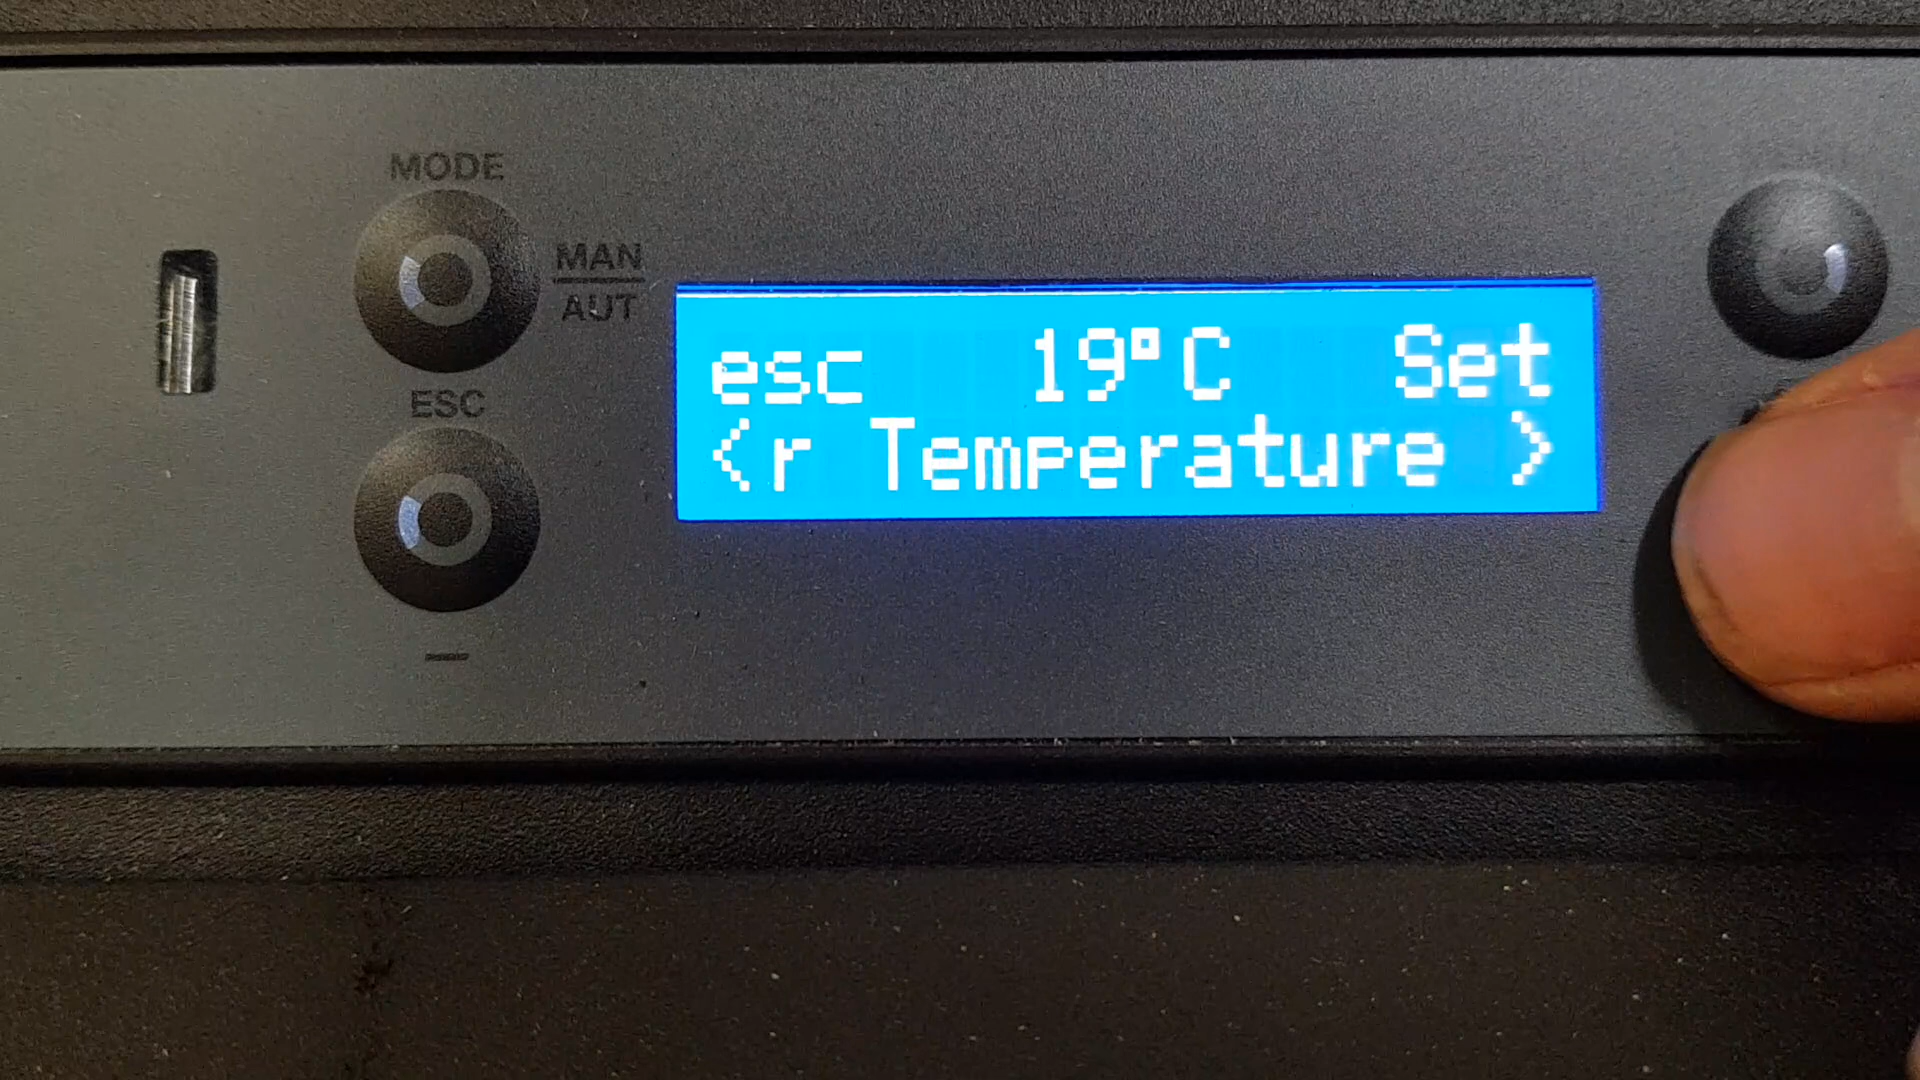 MODE
MAN
AUT
esc 19°C Set
<r Temperature >
ESC
–